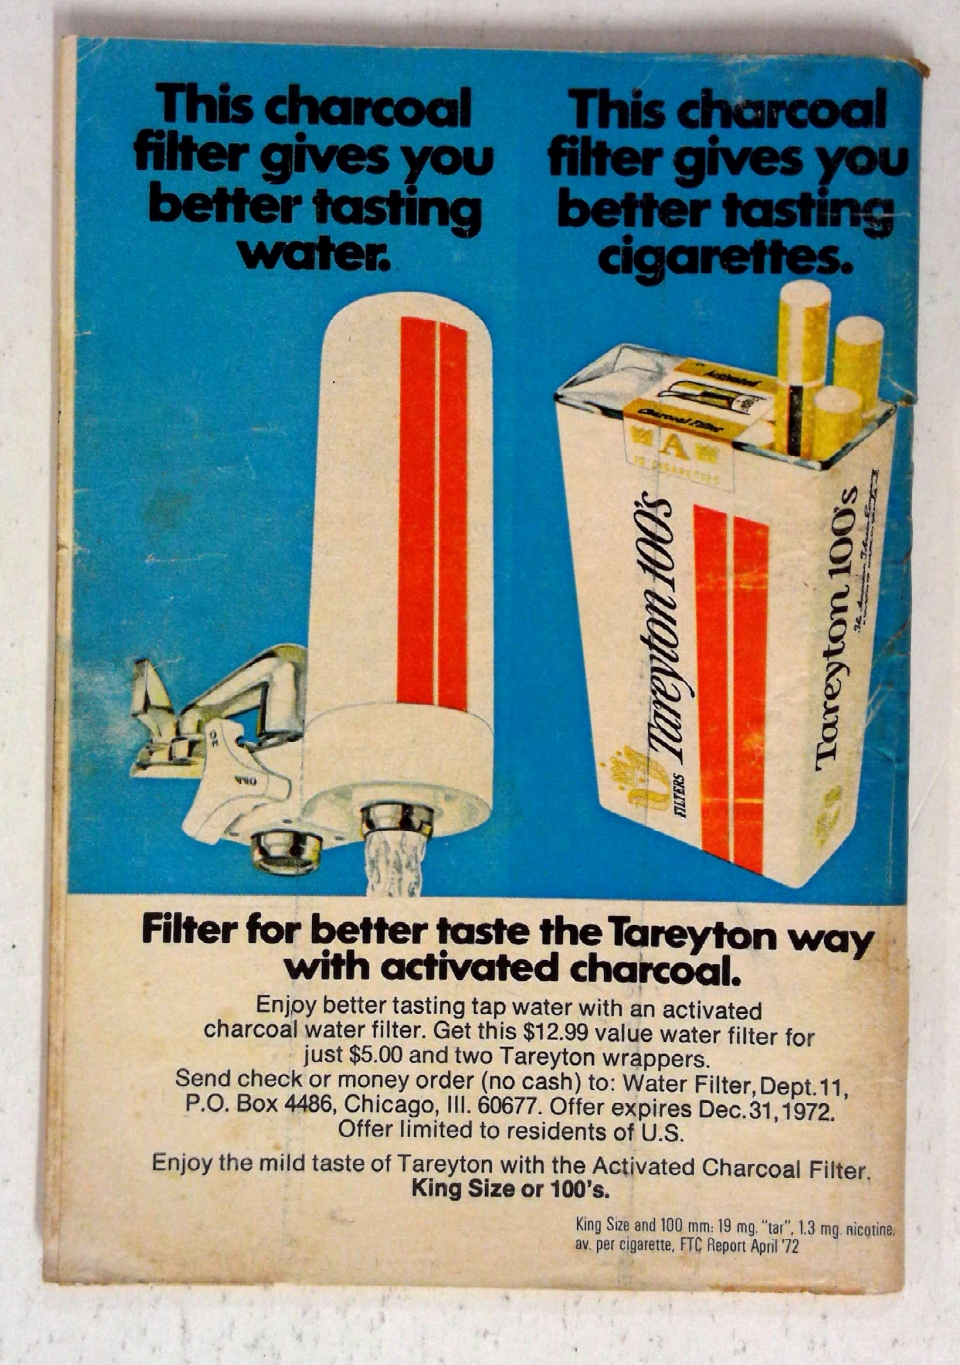 This charcoal
filter gives you
better tasting
water.
This charcoal
filter gives you
better tasting
cigarettes.
Activated
Charcoal Filter
A
20 CIGARETTES
Tareyton 100's
FILTERS
Tareyton 100's
OFF
Filter for better taste the Tareyton way
with activated charcoal.
Enjoy better tasting tap water with an activated
charcoal water filter. Get this $12.99 value water filter for
just $5.00 and two Tareyton wrappers.
Send check or money order (no cash) to: Water Filter, Dept. 11,
P.O. Box 4486, Chicago, Ill. 60677. Offer expires Dec. 31, 1972.
Offer limited to residents of U.S.
Enjoy the mild taste of Tareyton with the Activated Charcoal Filter.
King Size or 100's.
King Size and 100 mm: 19 mg. "tar", 1.3 mg. nicotine;
av. per cigarette, FTC Report April '72